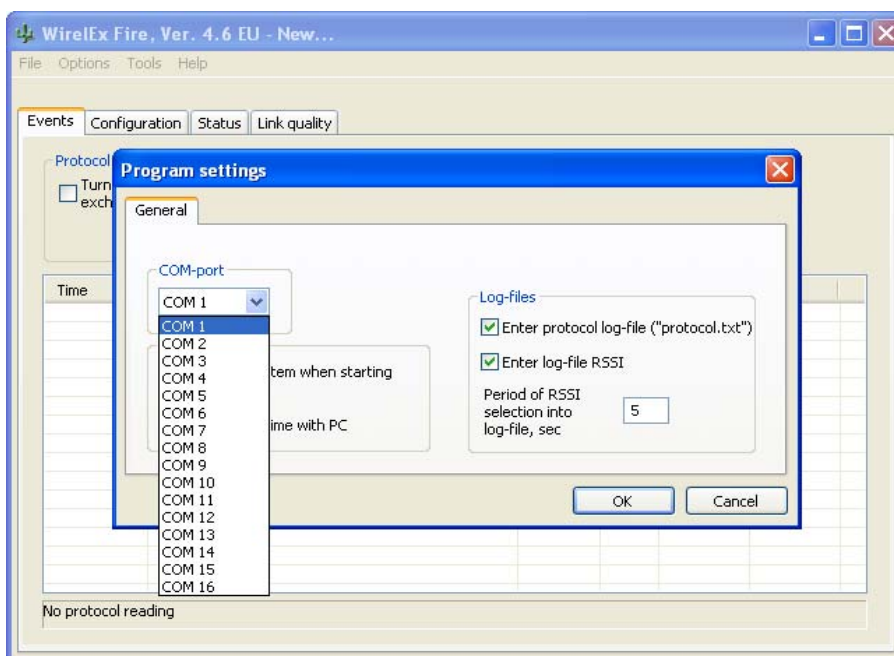 WirelEx Fire, Ver. 4.6 EU - New...
File Options Tools Help
Events Configuration Status Link quality
Protocol
Turn
exch
Program settings
General
COM-port
COM 1
COM 1
COM 2
COM 3
COM 4
COM 5
COM 6
COM 7
COM 8
COM 9
COM 10
COM 11
COM 12
COM 13
COM 14
COM 15
COM 16
tem when starting
ime with PC
Log-files
Enter protocol log-file ("protocol.txt")
Enter log-file RSSI
Period of RSSI
selection into
log-file, sec
5
OK Cancel
Time
No protocol reading